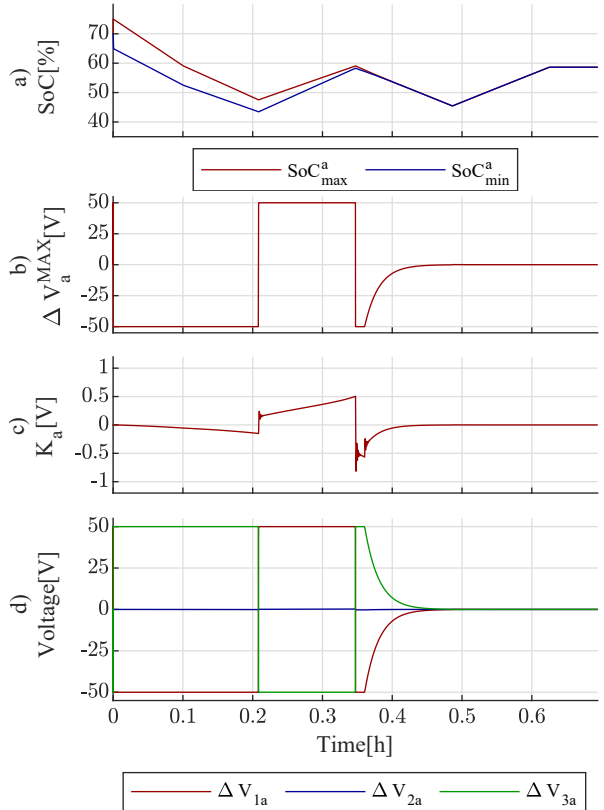 a)
SoC[%]
70
60
50
40
SoC^a_max SoC^a_min
b)
Δ V_a^MAX[V]
50
25
0
-25
-50
c)
K_a[V]
1
0.5
0
-0.5
-1
d)
Voltage[V]
50
25
0
-25
-50
0 0.1 0.2 0.3 0.4 0.5 0.6
Time[h]
Δ V_1a Δ V_2a Δ V_3a